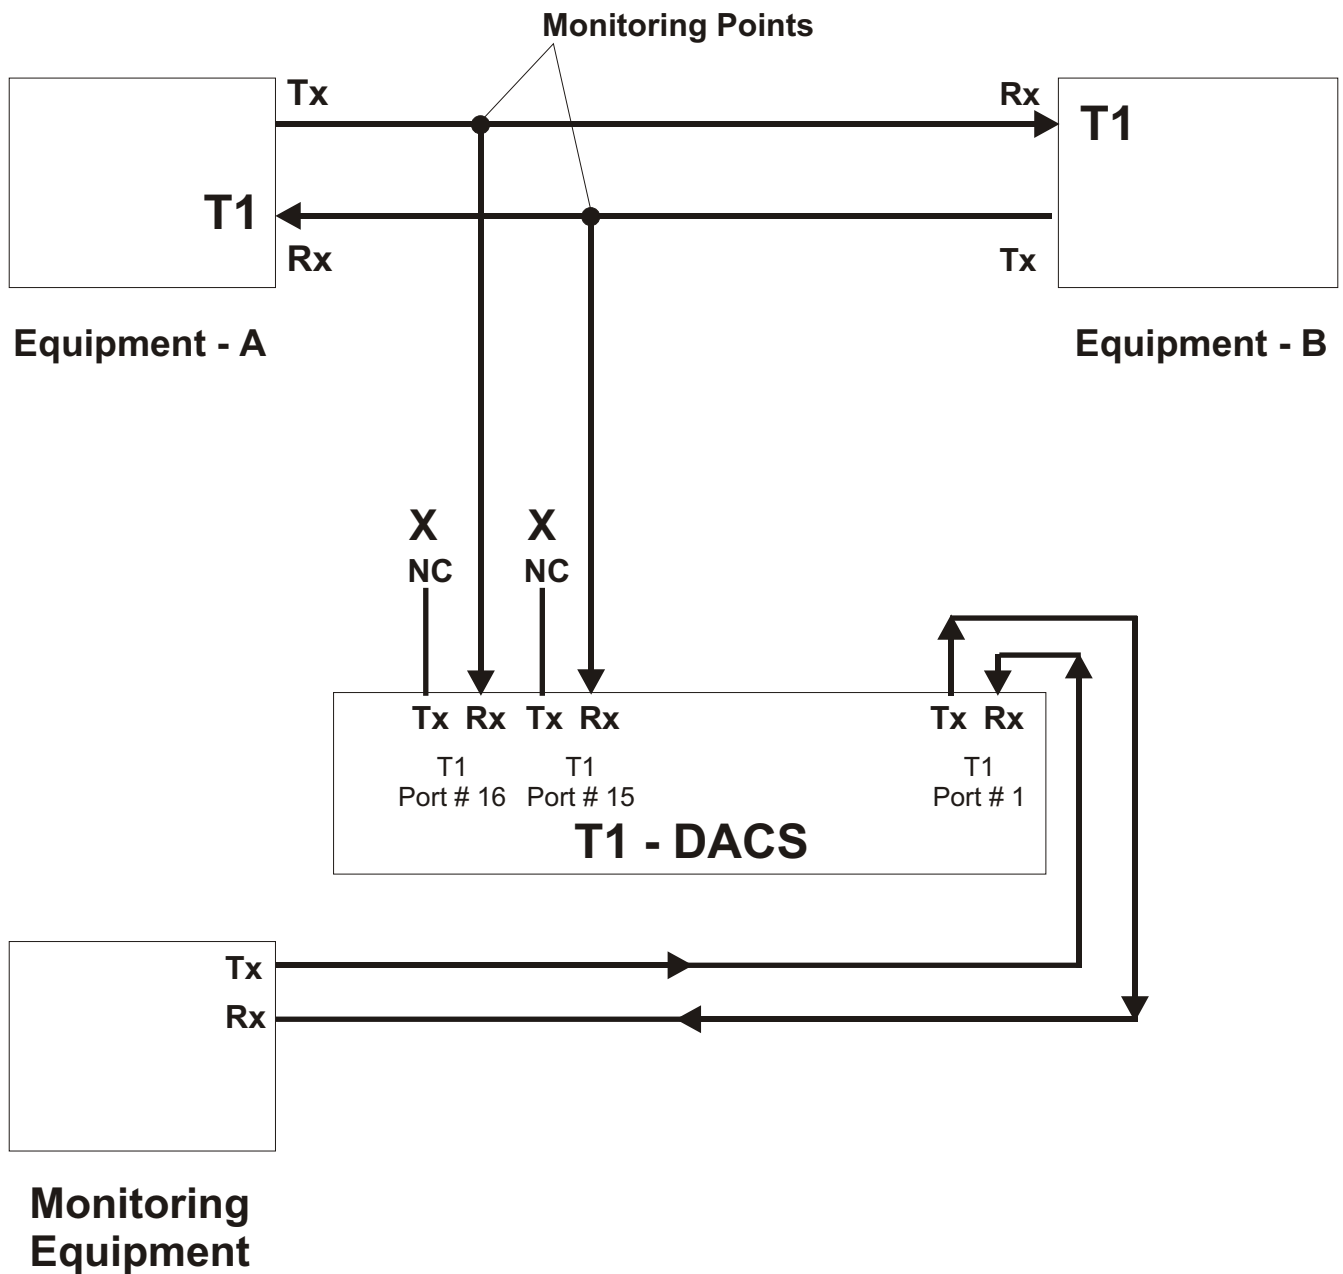 Monitoring Points
Tx
Rx
T1
T1
Rx
Tx
Equipment - A
Equipment - B
X
X
NC
NC
Tx Rx Tx Rx
Tx Rx
T1
T1
T1
Port # 16
Port # 15
Port # 1
T1 - DACS
Tx
Rx
Monitoring
Equipment